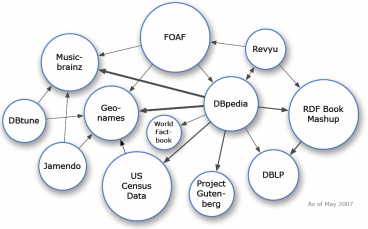 FOAF
Music-
brainz
Revyu
DBpedia
Geo-
names
RDF Book
Mashup
DBtune
World
Fact-
book
Jamendo
US
Census
Data
Project
Guten-
berg
DBLP
As of May 2007